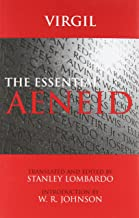 VIRGIL
THE ESSENTIAL
AENEID
TRANSLATED AND EDITED BY
STANLEY LOMBARDO
INTRODUCTION BY
W. R. JOHNSON